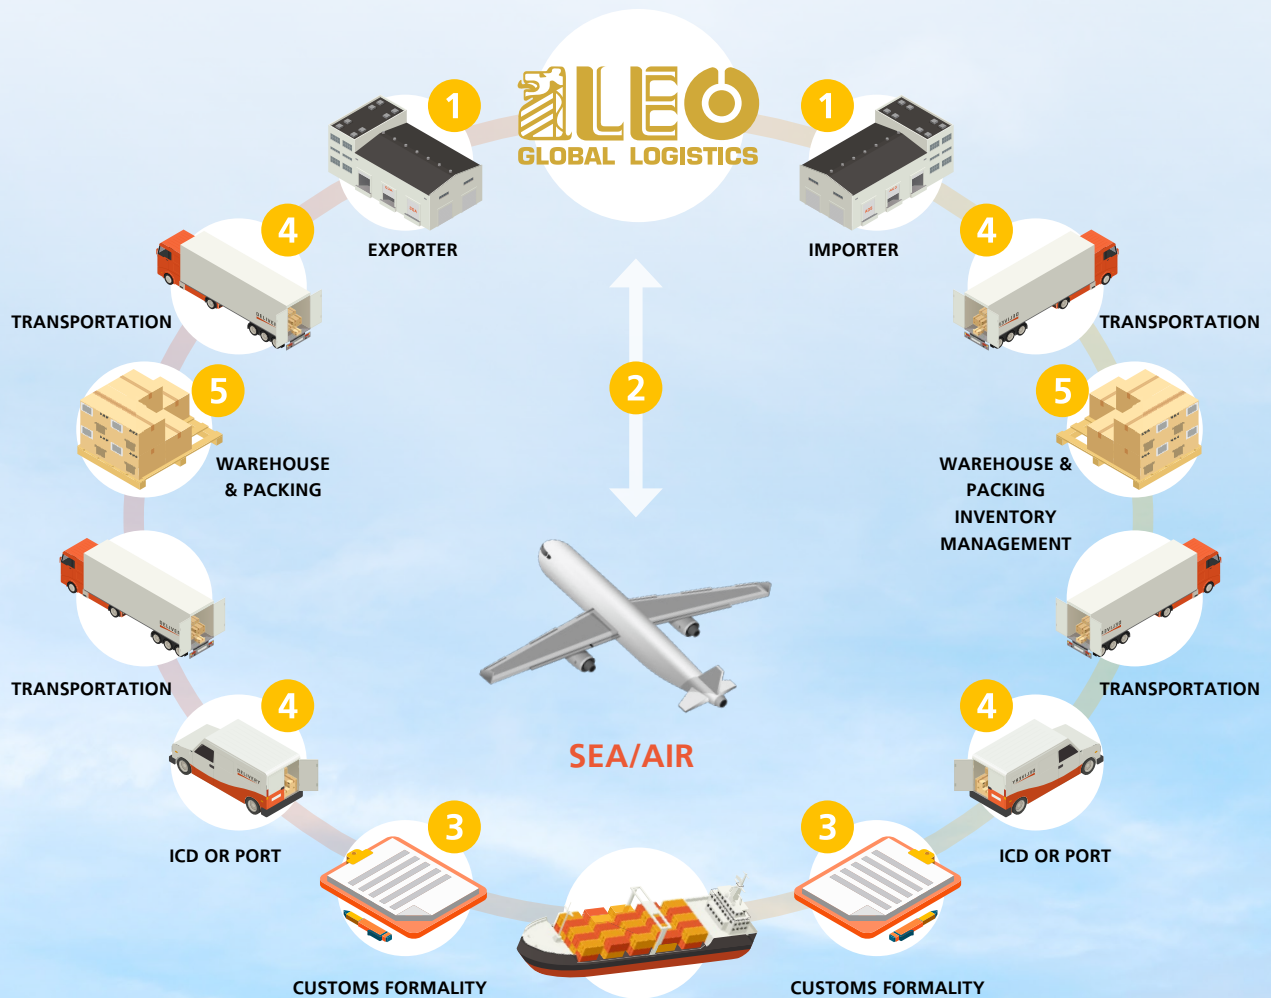 LEO
GLOBAL LOGISTICS
1
EXPORTER
1
IMPORTER
4
TRANSPORTATION
4
TRANSPORTATION
2
5
WAREHOUSE
& PACKING
5
WAREHOUSE &
PACKING
INVENTORY
MANAGEMENT
TRANSPORTATION
TRANSPORTATION
SEA/AIR
4
DELIVERY
ICD OR PORT
4
DELIVERY
ICD OR PORT
3
CUSTOMS FORMALITY
3
CUSTOMS FORMALITY